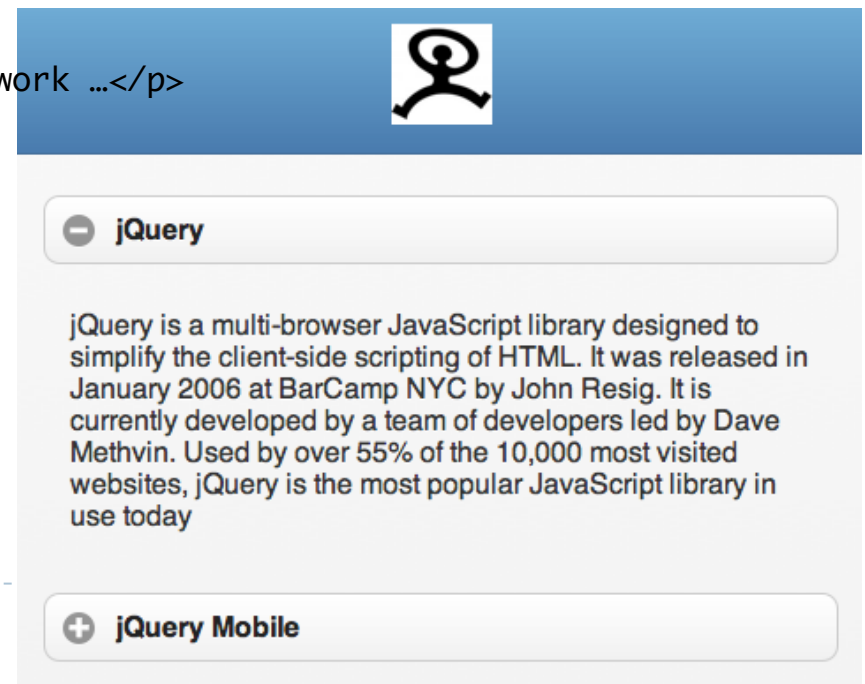 work …</p>
jQuery
jQuery is a multi-browser JavaScript library designed to
simplify the client-side scripting of HTML. It was released in
January 2006 at BarCamp NYC by John Resig. It is
currently developed by a team of developers led by Dave
Methvin. Used by over 55% of the 10,000 most visited
websites, jQuery is the most popular JavaScript library in
use today
jQuery Mobile